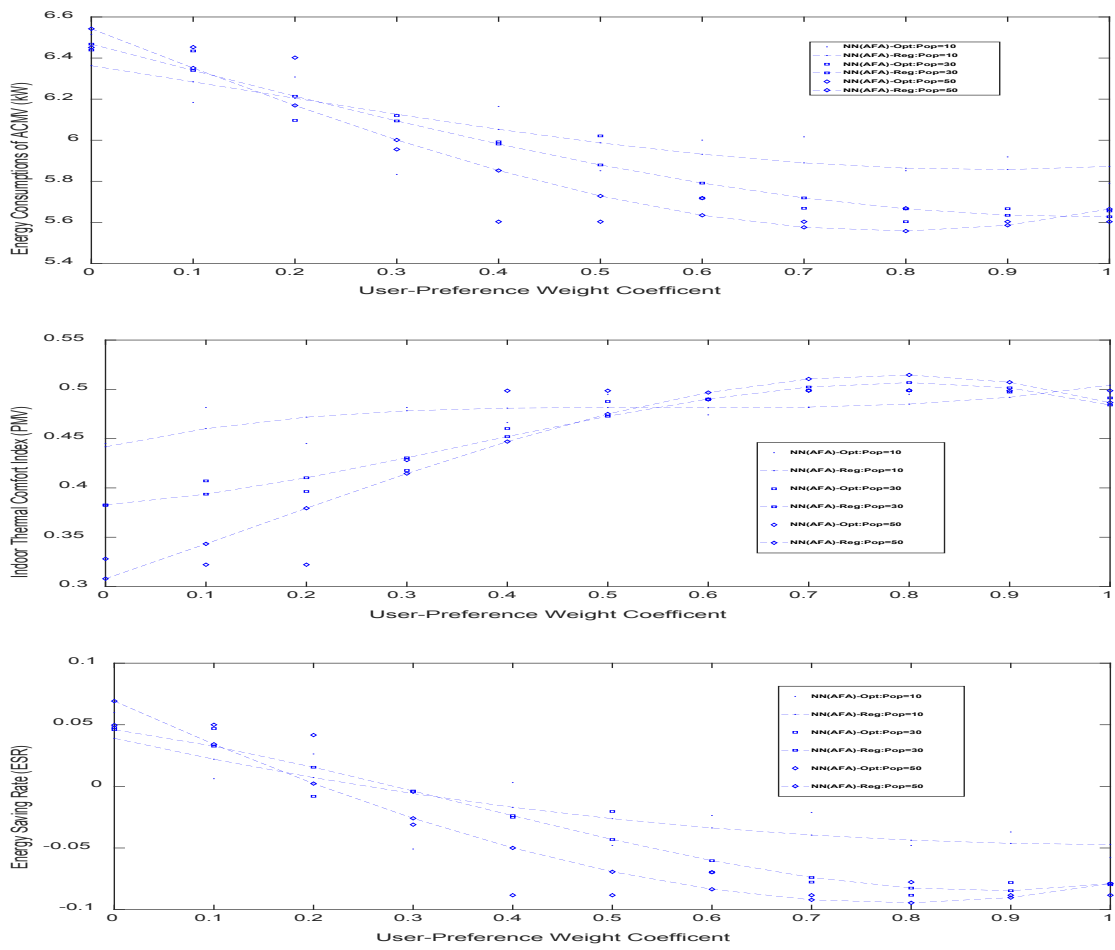 6.6
6.4
6.2
6
5.8
5.6
5.4
Energy Consumptions of ACMV (kW)
NN(AFA)-Opt:Pop=10
NN(AFA)-Reg:Pop=10
NN(AFA)-Opt:Pop=30
NN(AFA)-Reg:Pop=30
NN(AFA)-Opt:Pop=50
NN(AFA)-Reg:Pop=50
0 0.1 0.2 0.3 0.4 0.5 0.6 0.7 0.8 0.9 1
User-Preference Weight Coefficent
0.55
0.5
0.45
0.4
0.35
0.3
Indoor Thermal Comfort Index (PMV)
NN(AFA)-Opt:Pop=10
NN(AFA)-Reg:Pop=10
NN(AFA)-Opt:Pop=30
NN(AFA)-Reg:Pop=30
NN(AFA)-Opt:Pop=50
NN(AFA)-Reg:Pop=50
0 0.1 0.2 0.3 0.4 0.5 0.6 0.7 0.8 0.9 1
User-Preference Weight Coefficent
0.1
0.05
0
-0.05
-0.1
Energy Saving Rate (ESR)
NN(AFA)-Opt:Pop=10
NN(AFA)-Reg:Pop=10
NN(AFA)-Opt:Pop=30
NN(AFA)-Reg:Pop=30
NN(AFA)-Opt:Pop=50
NN(AFA)-Reg:Pop=50
0 0.1 0.2 0.3 0.4 0.5 0.6 0.7 0.8 0.9 1
User-Preference Weight Coefficent